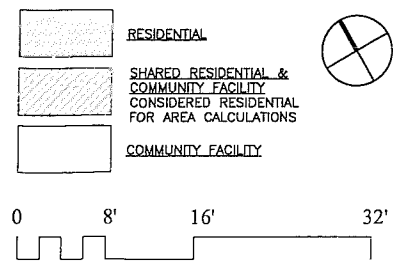 RESIDENTIAL
SHARED RESIDENTIAL &
COMMUNITY FACILITY
CONSIDERED RESIDENTIAL
FOR AREA CALCULATIONS
COMMUNITY FACILITY
0 8' 16' 32'